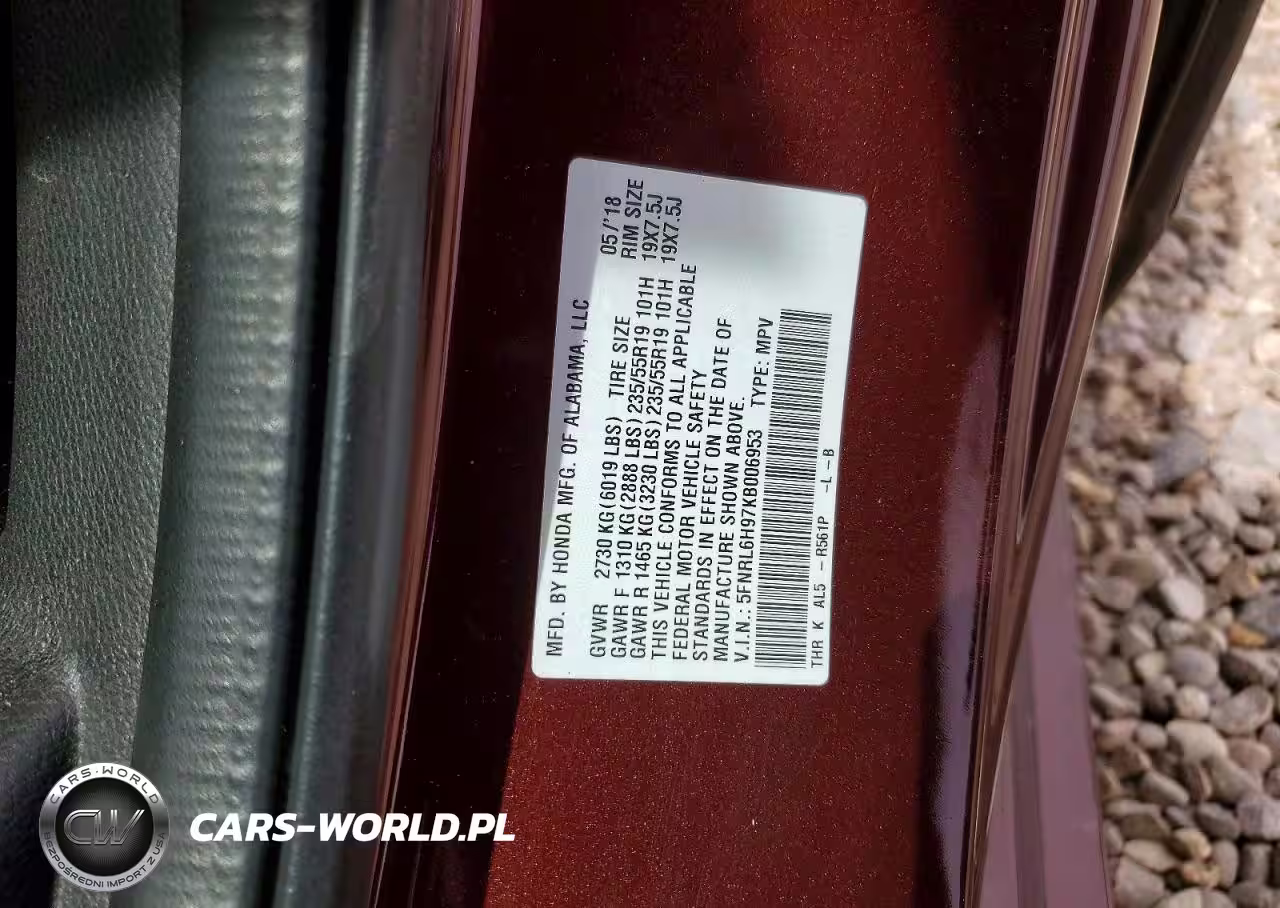 MFD. BY HONDA MFG. OF ALABAMA, LLC 05/'18
GVWR 2730 KG(6019 LBS) TIRE SIZE RIM SIZE
GAWR F 1310 KG(2888 LBS)235/55R19 101H 19X7.5J
GAWR R 1465 KG(3230 LBS)235/55R19 101H 19X7.5J
THIS VEHICLE CONFORMS TO ALL APPLICABLE
FEDERAL MOTOR VEHICLE SAFETY
STANDARDS IN EFFECT ON THE DATE OF
MANUFACTURE SHOWN ABOVE.
V.I.N.: 5FNRL6H97KB006953 TYPE: MPV
THR K AL5 - R561P -L-B
CARS-WORLD
CW
BEZPOŚREDNI IMPORT Z USA
CARS-WORLD.PL